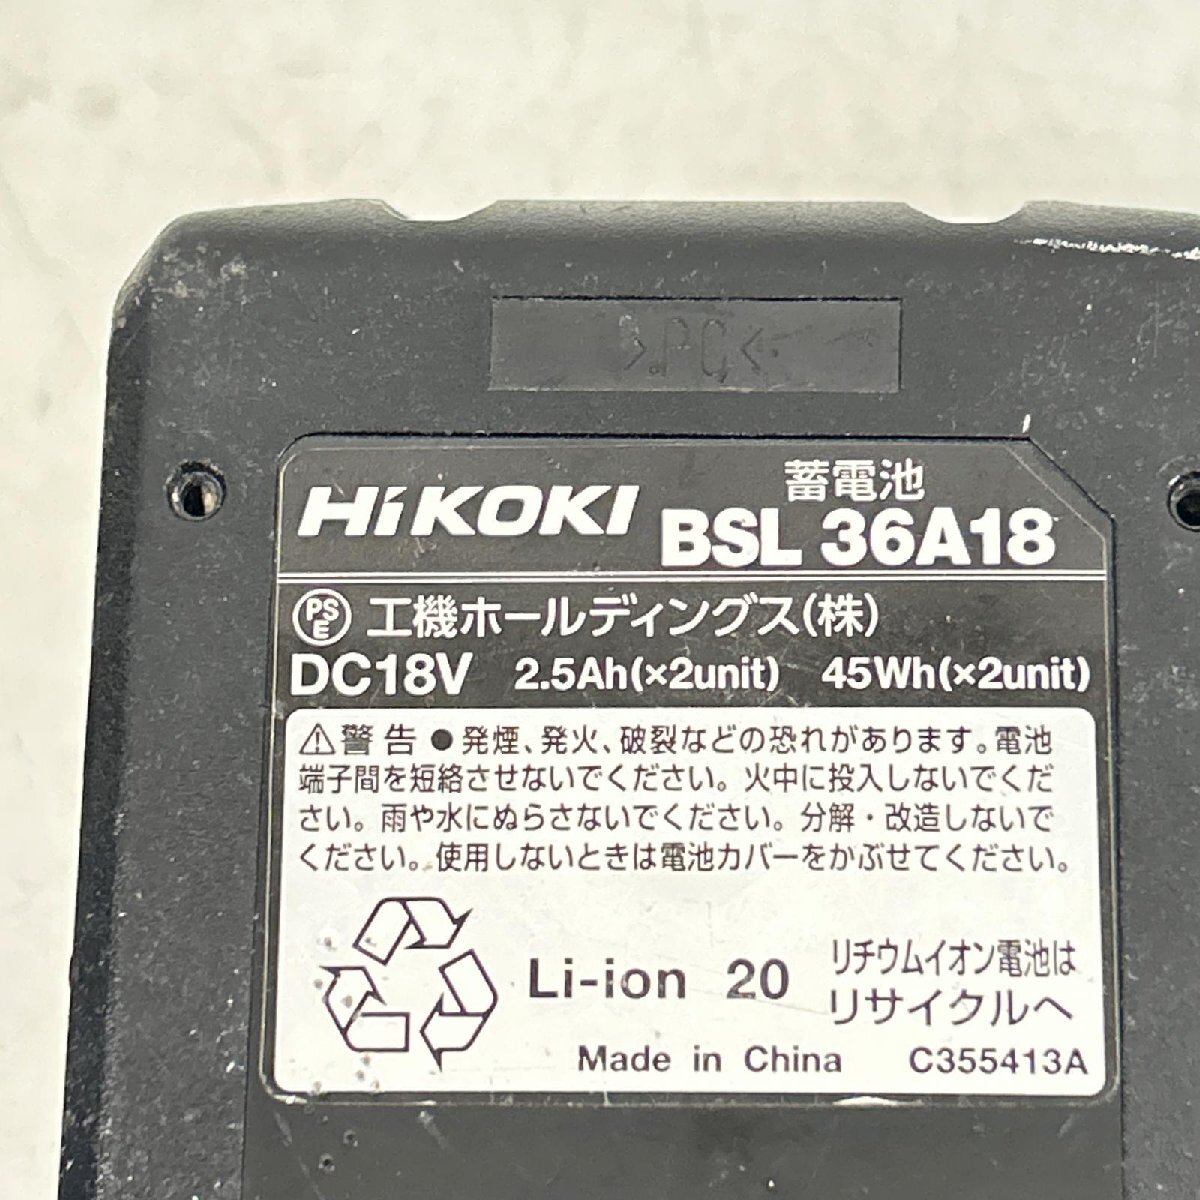 >PC<
HiKOKI
蓄電池
BSL 36A18
PSE 工機ホールディングス(株)
DC18V 2.5Ah(×2unit) 45Wh(×2unit)
⚠警告 ●発煙、発火、破裂などの恐れがあります。電池
端子間を短絡させないでください。火中に投入しないでくだ
さい。雨や水にぬらさないでください。分解・改造しないで
ください。使用しないときは電池カバーをかぶせてください。
Li-ion 20
リチウムイオン電池は
リサイクルへ
Made in China C355413A